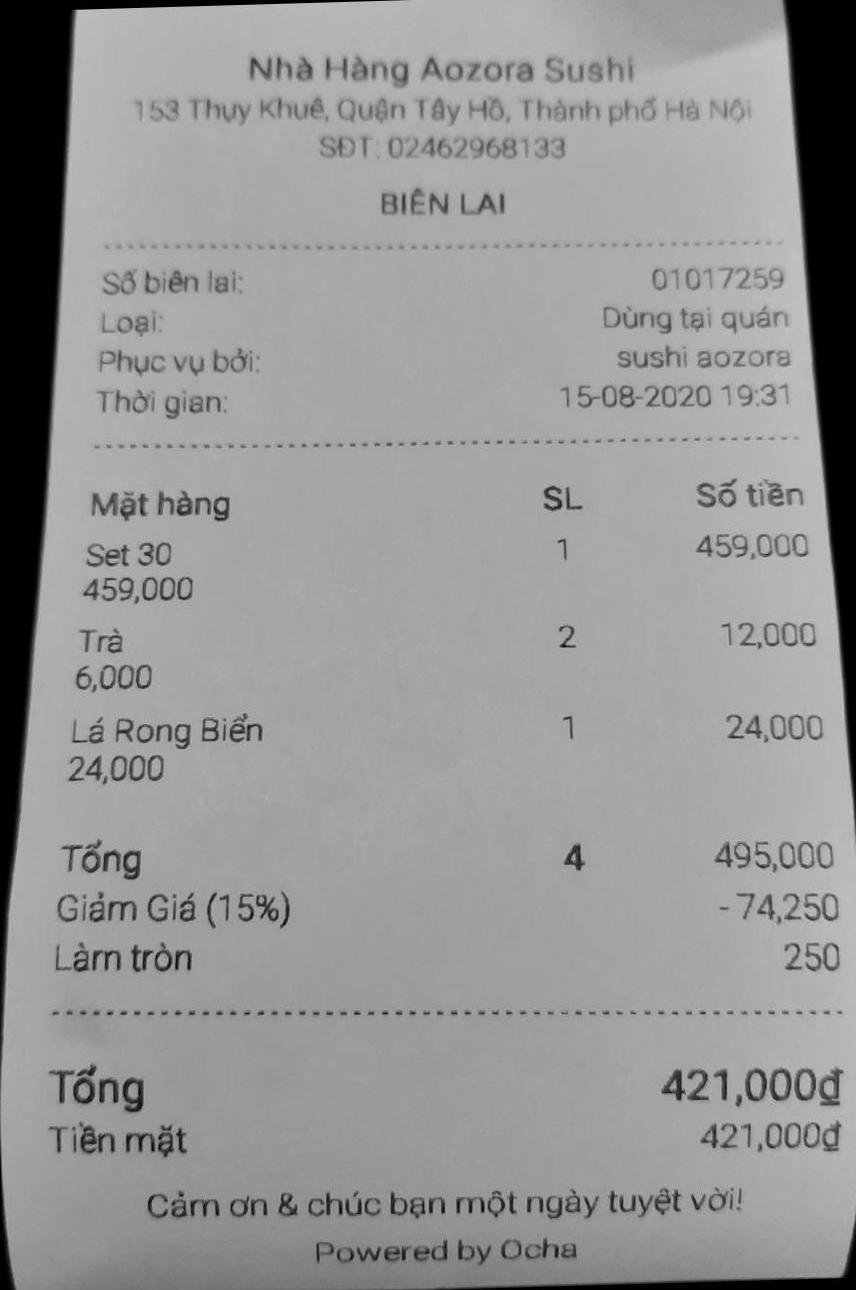 Nhà Hàng Aozora Sushi
153 Thụy Khuê, Quận Tây Hồ, Thành phố Hà Nội
SĐT: 02462968133
BIÊN LAI
Số biên lai: 01017259
Loại: Dùng tại quán
Phục vụ bởi: sushi aozora
Thời gian: 15-08-2020 19:31
Mặt hàng SL Số tiền
Set 30 1 459,000
459,000
Trà 2 12,000
6,000
Lá Rong Biển 1 24,000
24,000
Tổng 4 495,000
Giảm Giá (15%) - 74,250
Làm tròn 250
Tổng 421,000₫
Tiền mặt 421,000₫
Cảm ơn & chúc bạn một ngày tuyệt vời!
Powered by Ocha